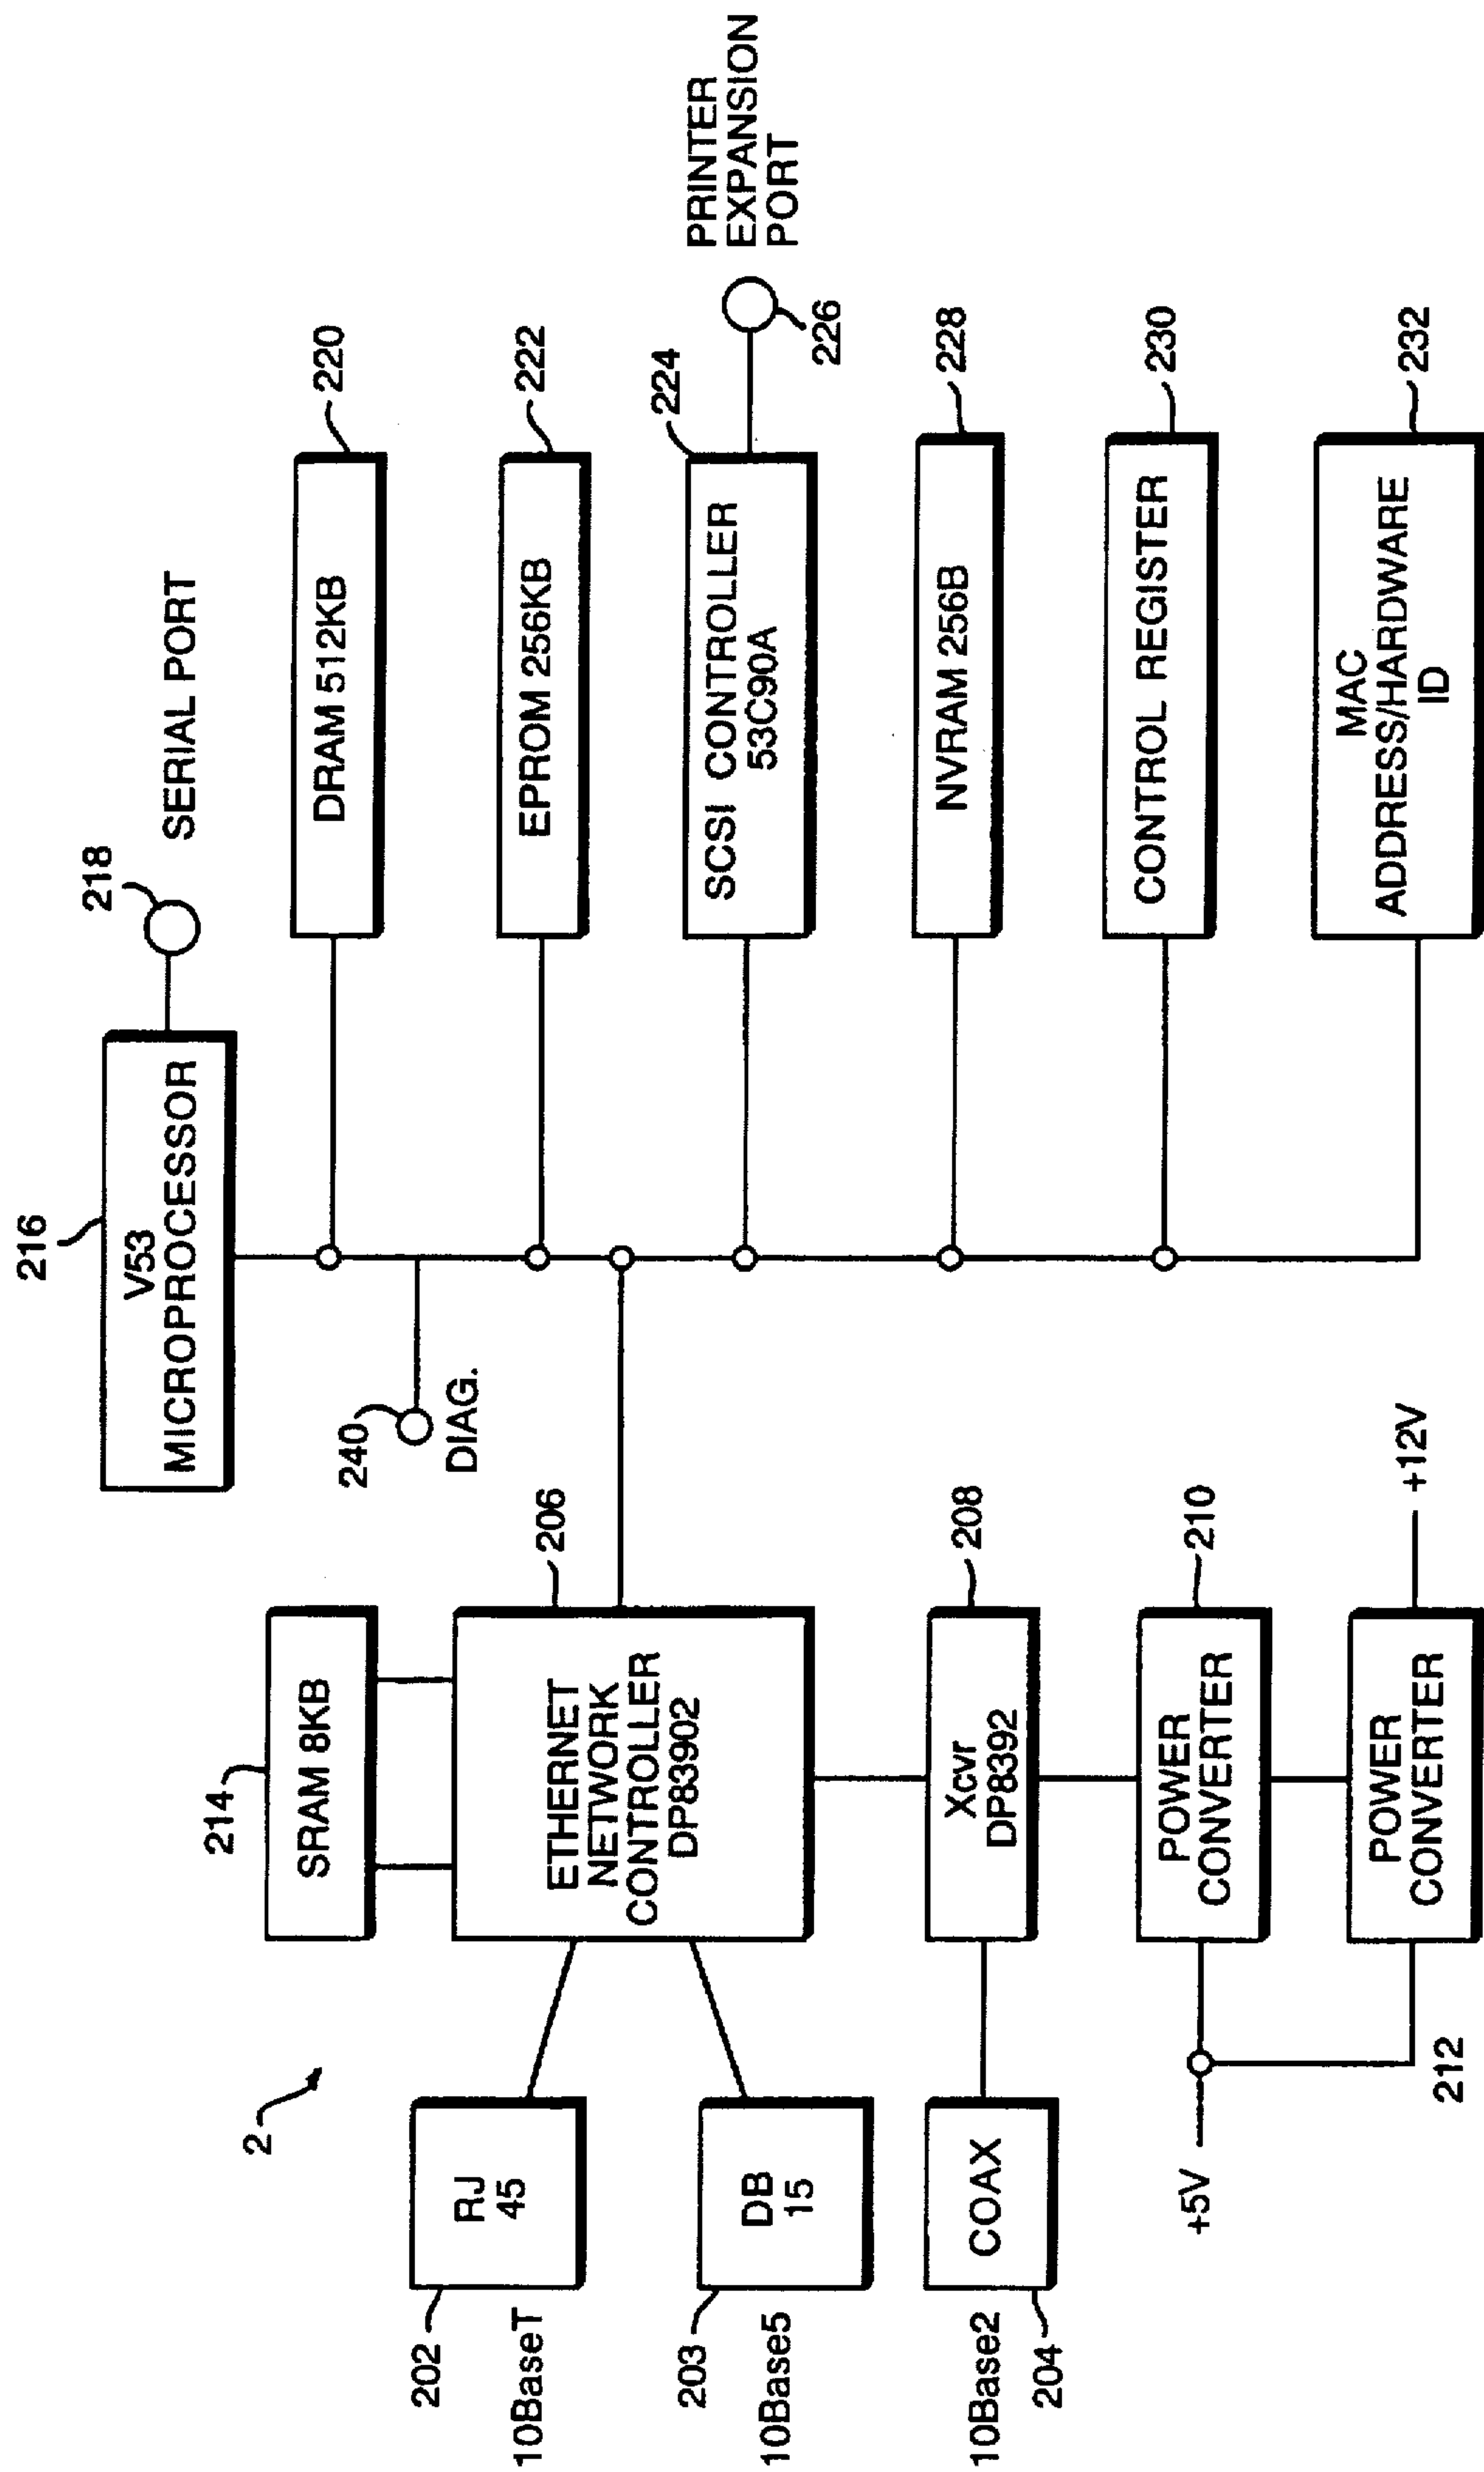 216
V53
MICROPROCESSOR
218
SERIAL PORT
240
DIAG.
220
DRAM 512KB
222
EPROM 256KB
224
SCSI CONTROLLER
53C90A
226
PRINTER
EXPANSION
PORT
228
NVRAM 256B
230
CONTROL REGISTER
232
MAC
ADDRESS/HARDWARE
ID
2
214
SRAM 8KB
206
ETHERNET
NETWORK
CONTROLLER
DP83902
202
RJ
45
10BaseT
203
DB
15
10Base5
208
Xcvr
DP8392
COAX
10Base2
204
210
POWER
CONVERTER
+5V
POWER
CONVERTER
+12V
212